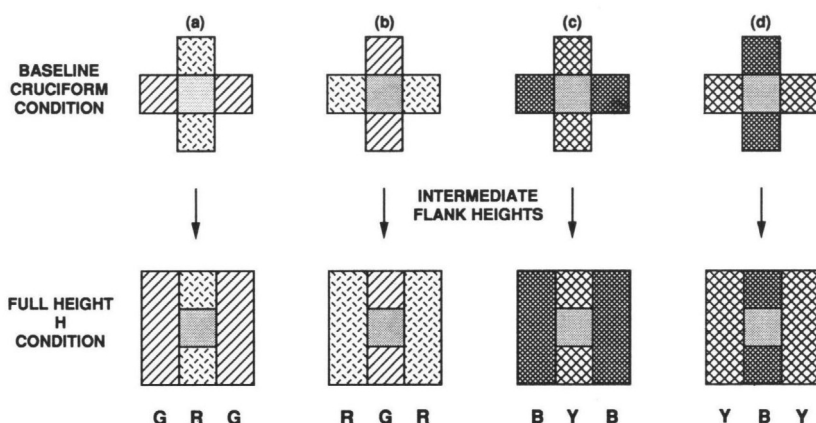 (a) (b) (c) (d)
BASELINE
CRUCIFORM
CONDITION
INTERMEDIATE
FLANK HEIGHTS
FULL HEIGHT
H
CONDITION
G R G R G R B Y B Y B Y